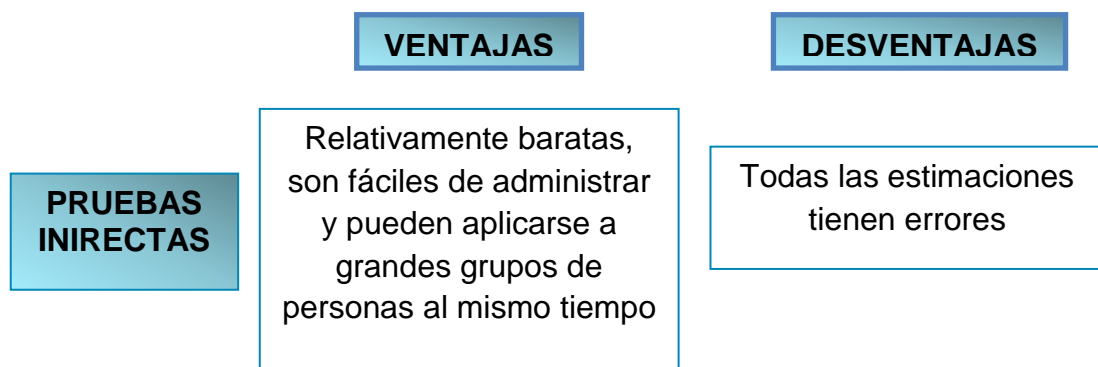 VENTAJAS
DESVENTAJAS
PRUEBAS
INIRECTAS
Relativamente baratas,
son fáciles de administrar
y pueden aplicarse a
grandes grupos de
personas al mismo tiempo
Todas las estimaciones
tienen errores